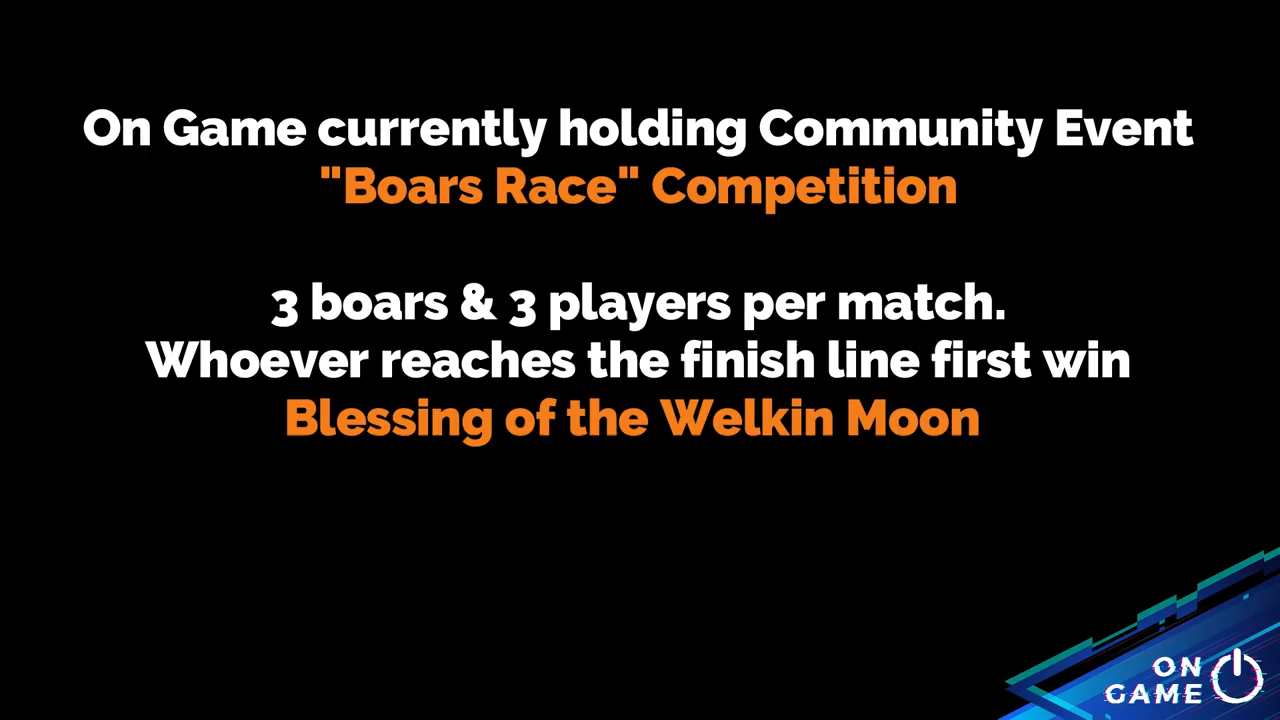 On Game currently holding Community Event
"Boars Race" Competition
3 boars & 3 players per match.
Whoever reaches the finish line first win
Blessing of the Welkin Moon
ON
GAME